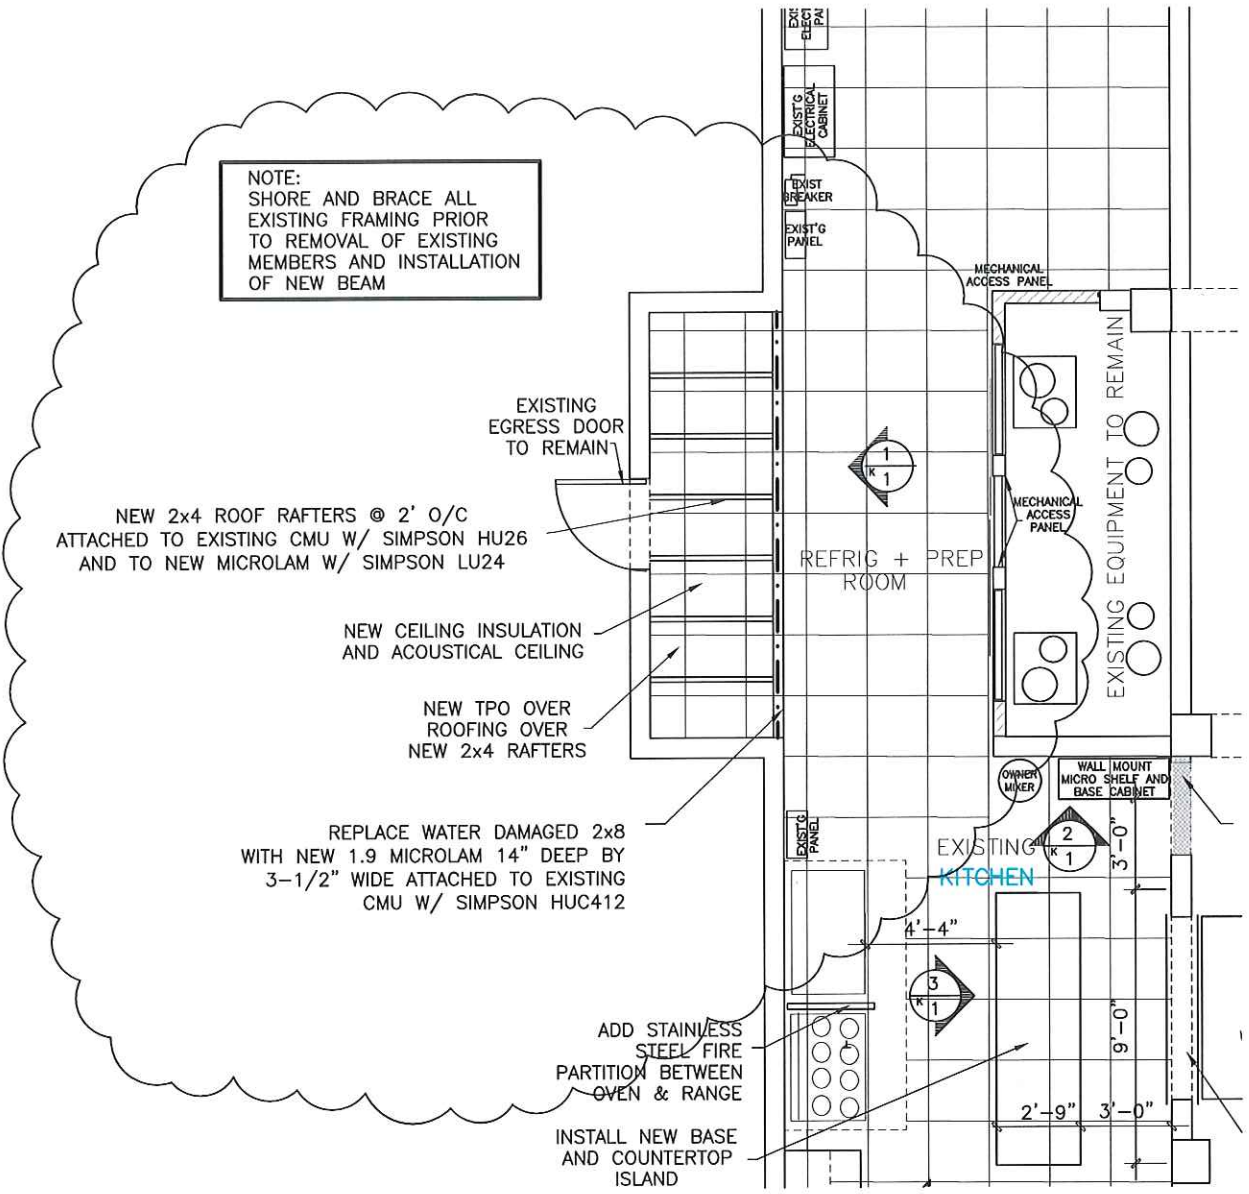 EXIST'G
ELECTRICAL
CABINET
NOTE:
SHORE AND BRACE ALL
EXISTING FRAMING PRIOR
TO REMOVAL OF EXISTING
MEMBERS AND INSTALLATION
OF NEW BEAM
EXIST
BREAKER
EXIST'G
PANEL
MECHANICAL
ACCESS PANEL
EXISTING
EGRESS DOOR
TO REMAIN
1
K
1
EXISTING EQUIPMENT TO REMAIN
MECHANICAL
ACCESS
PANEL
NEW 2x4 ROOF RAFTERS @ 2' O/C
ATTACHED TO EXISTING CMU W/ SIMPSON HU26
AND TO NEW MICROLAM W/ SIMPSON LU24
REFRIG + PREP
ROOM
NEW CEILING INSULATION
AND ACOUSTICAL CEILING
NEW TPO OVER
ROOFING OVER
NEW 2x4 RAFTERS
OWNER
MIXER
WALL MOUNT
MICRO SHELF AND
BASE CABINET
REPLACE WATER DAMAGED 2x8
WITH NEW 1.9 MICROLAM 14" DEEP BY
3-1/2" WIDE ATTACHED TO EXISTING
CMU W/ SIMPSON HUC412
EXIST'G
PANEL
EXISTING
KITCHEN
2
K
1
3'-0"
4'-4"
3
K
1
9'-0"
ADD STAINLESS
STEEL FIRE
PARTITION BETWEEN
OVEN & RANGE
2'-9"
3'-0"
INSTALL NEW BASE
AND COUNTERTOP
ISLAND